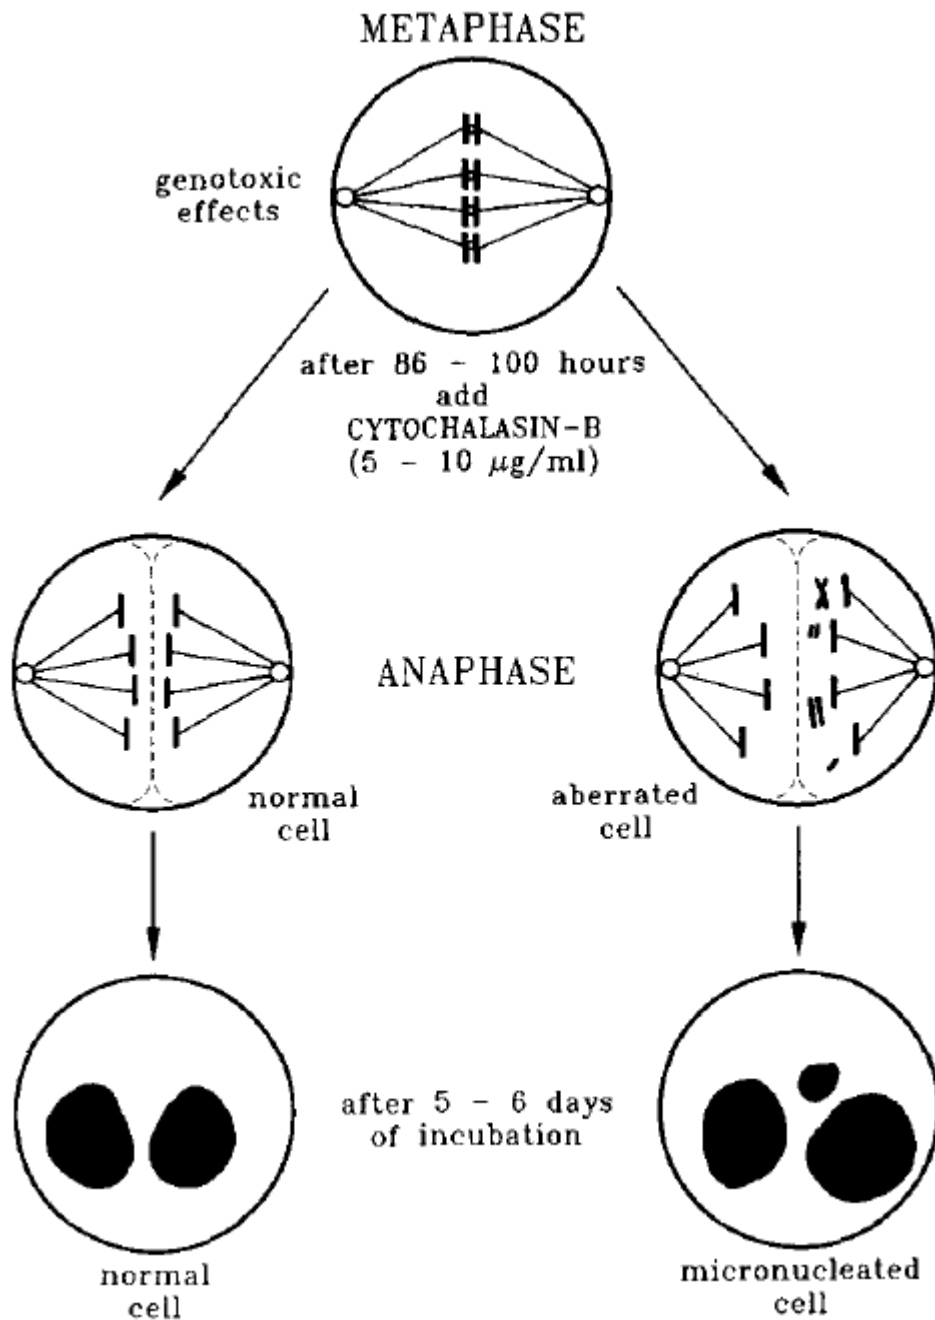 METAPHASE
genotoxic
effects
after 86 - 100 hours
add
CYTOCHALASIN-B
(5 - 10 μg/ml)
ANAPHASE
normal
cell
aberrated
cell
after 5 - 6 days
of incubation
normal
cell
micronucleated
cell